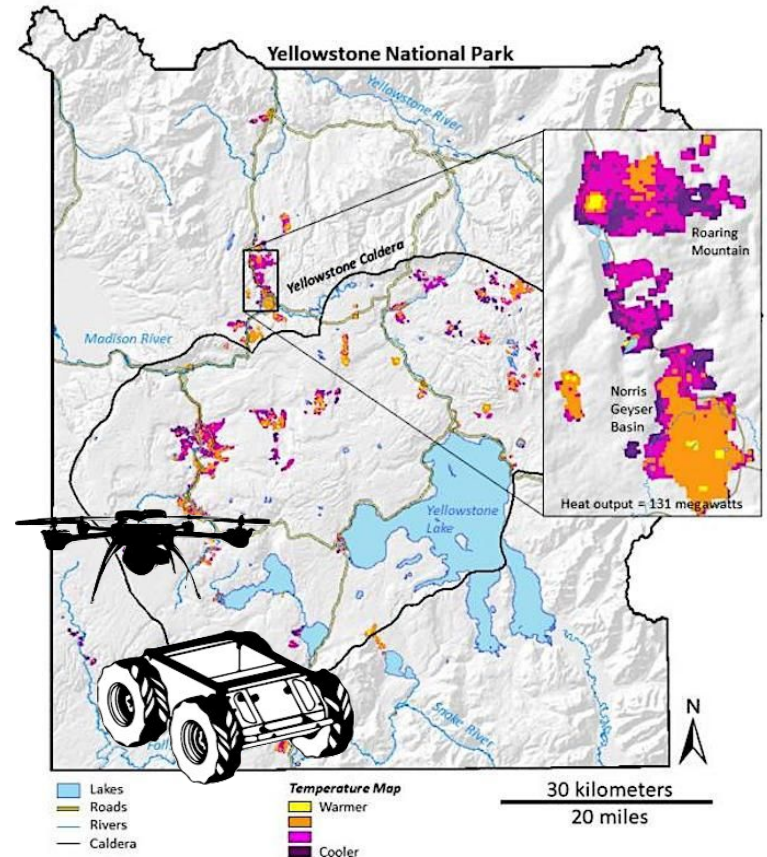 Yellowstone National Park
Yellowstone River
Roaring
Mountain
Yellowstone Caldera
Madison River
Norris
Geyser
Basin
Heat output = 131 megawatts
Yellowstone
Lake
Snake River
N
Lakes
Roads
Rivers
Caldera
Temperature Map
Warmer
Cooler
30 kilometers
20 miles